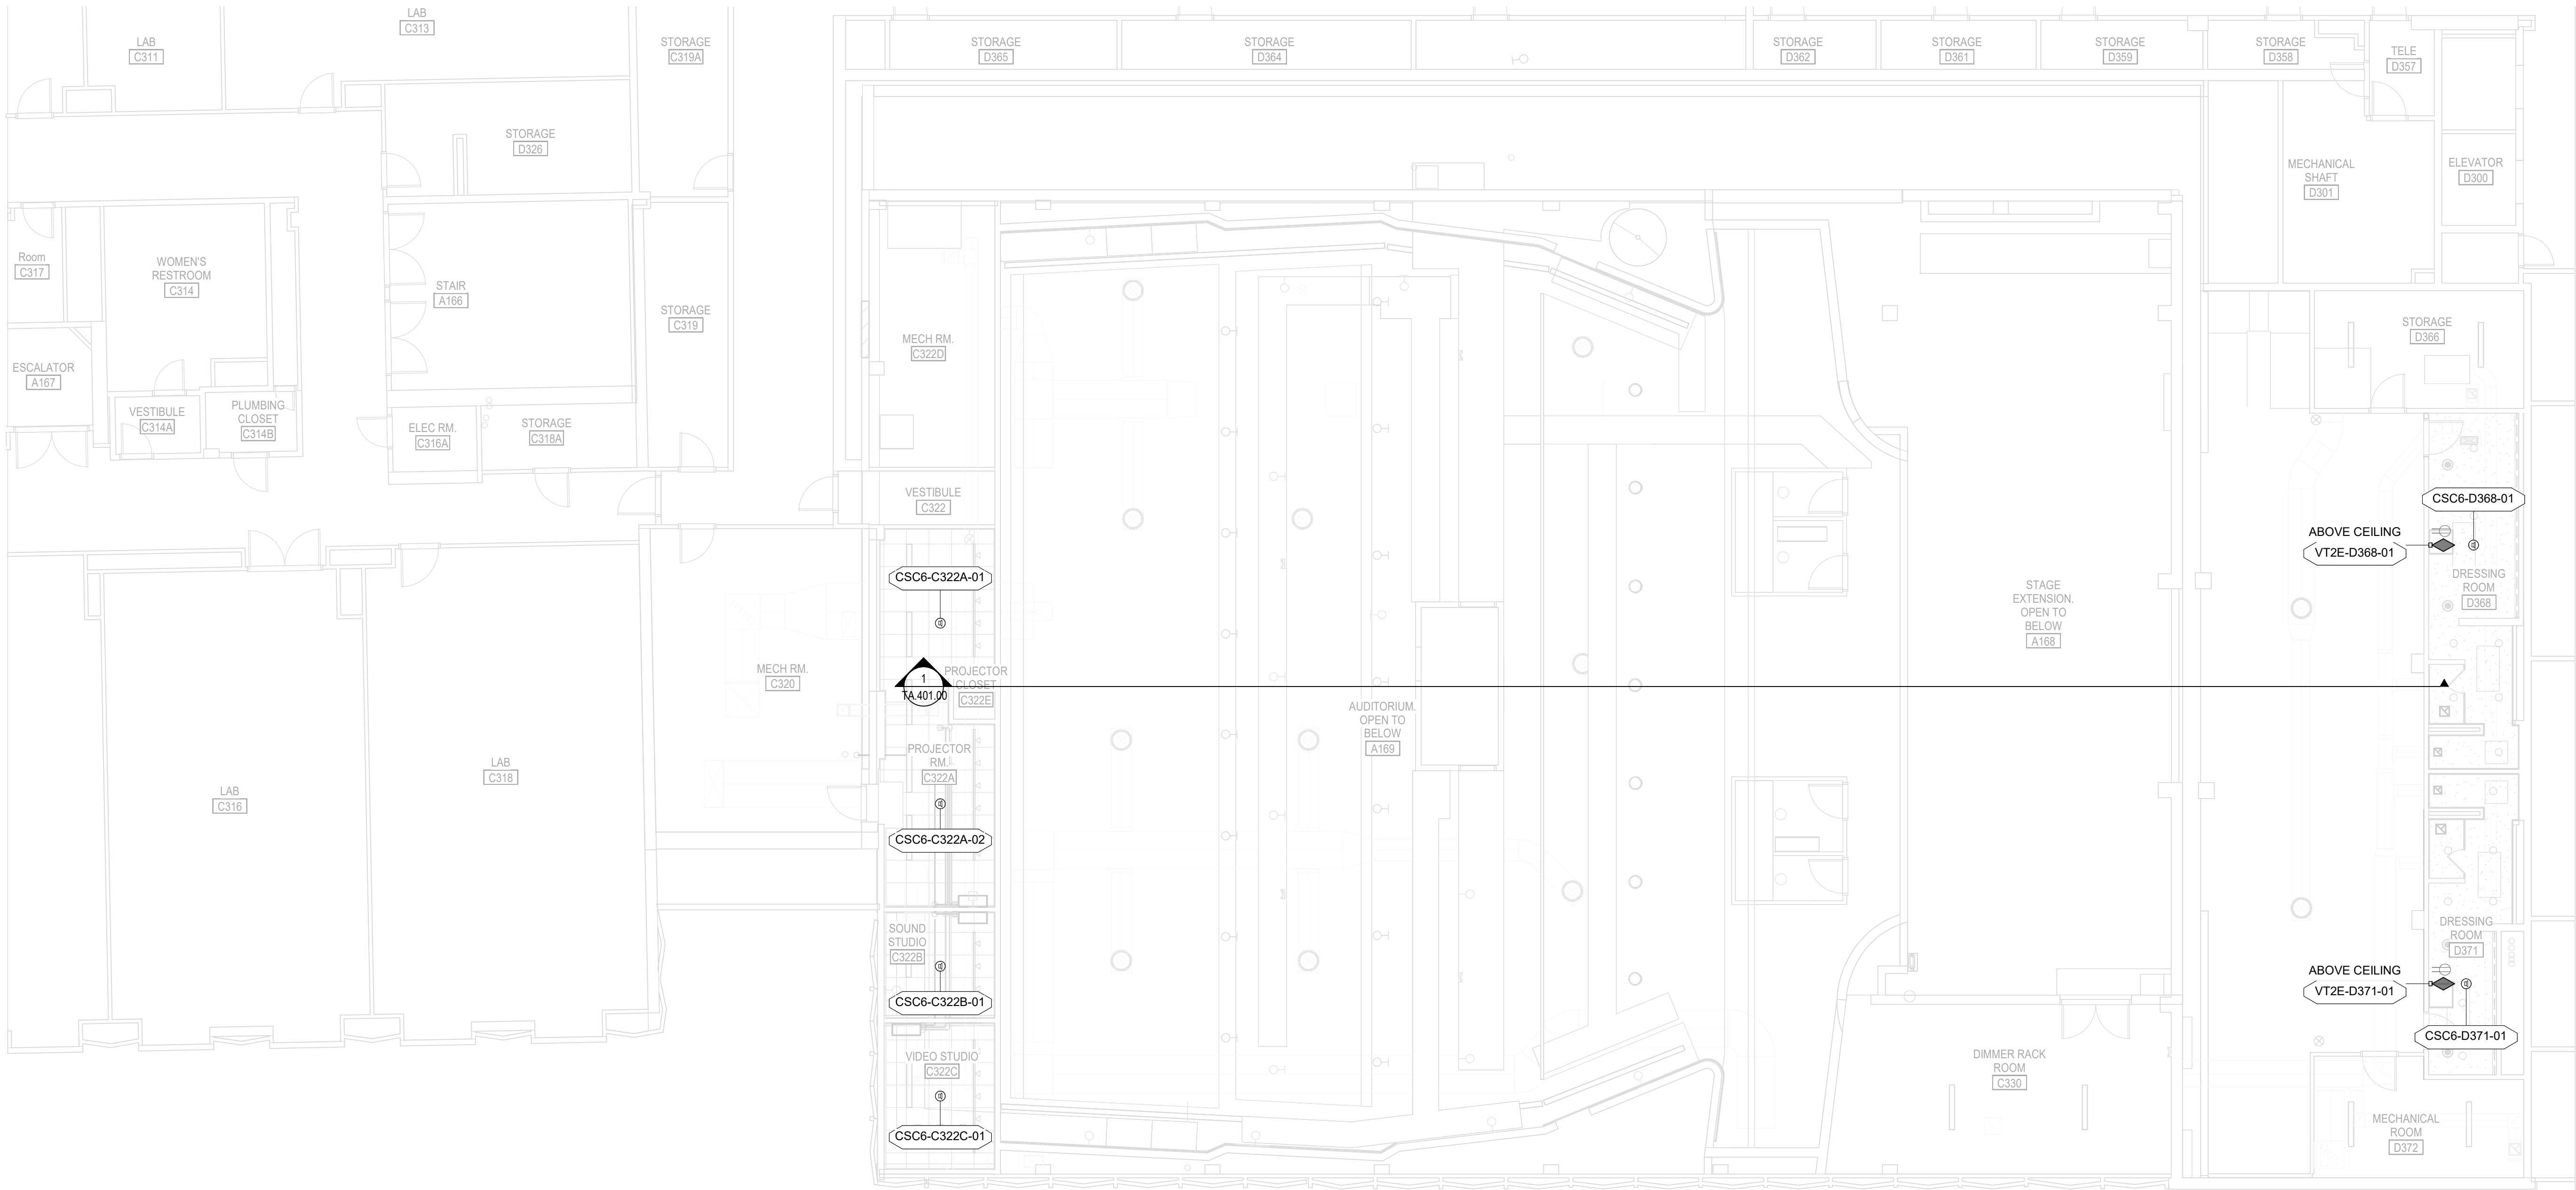 LAB
C313
LAB
C311
STORAGE
C319A
STORAGE
D365
STORAGE
D364
STORAGE
D362
STORAGE
D361
STORAGE
D359
STORAGE
D358
TELE
D357
STORAGE
D326
MECHANICAL
SHAFT
D301
ELEVATOR
D300
Room
C317
WOMEN'S
RESTROOM
C314
STAIR
A166
STORAGE
C319
MECH RM.
C322D
STORAGE
D366
ESCALATOR
A167
VESTIBULE
C314A
PLUMBING
CLOSET
C314B
ELEC RM.
C316A
STORAGE
C318A
VESTIBULE
C322
CSC6-D368-01
ABOVE CEILING
VT2E-D368-01
DRESSING
ROOM
D368
CSC6-C322A-01
STAGE
EXTENSION.
OPEN TO
BELOW
A168
MECH RM.
C320
1
TA.401.00
PROJECTOR
CLOSET
C322E
AUDITORIUM.
OPEN TO
BELOW
A169
PROJECTOR
RM.
C322A
LAB
C318
LAB
C316
CSC6-C322A-02
SOUND
STUDIO
C322B
DRESSING
ROOM
D371
ABOVE CEILING
VT2E-D371-01
CSC6-C322B-01
CSC6-D371-01
VIDEO STUDIO
C322C
DIMMER RACK
ROOM
C330
CSC6-C322C-01
MECHANICAL
ROOM
D372